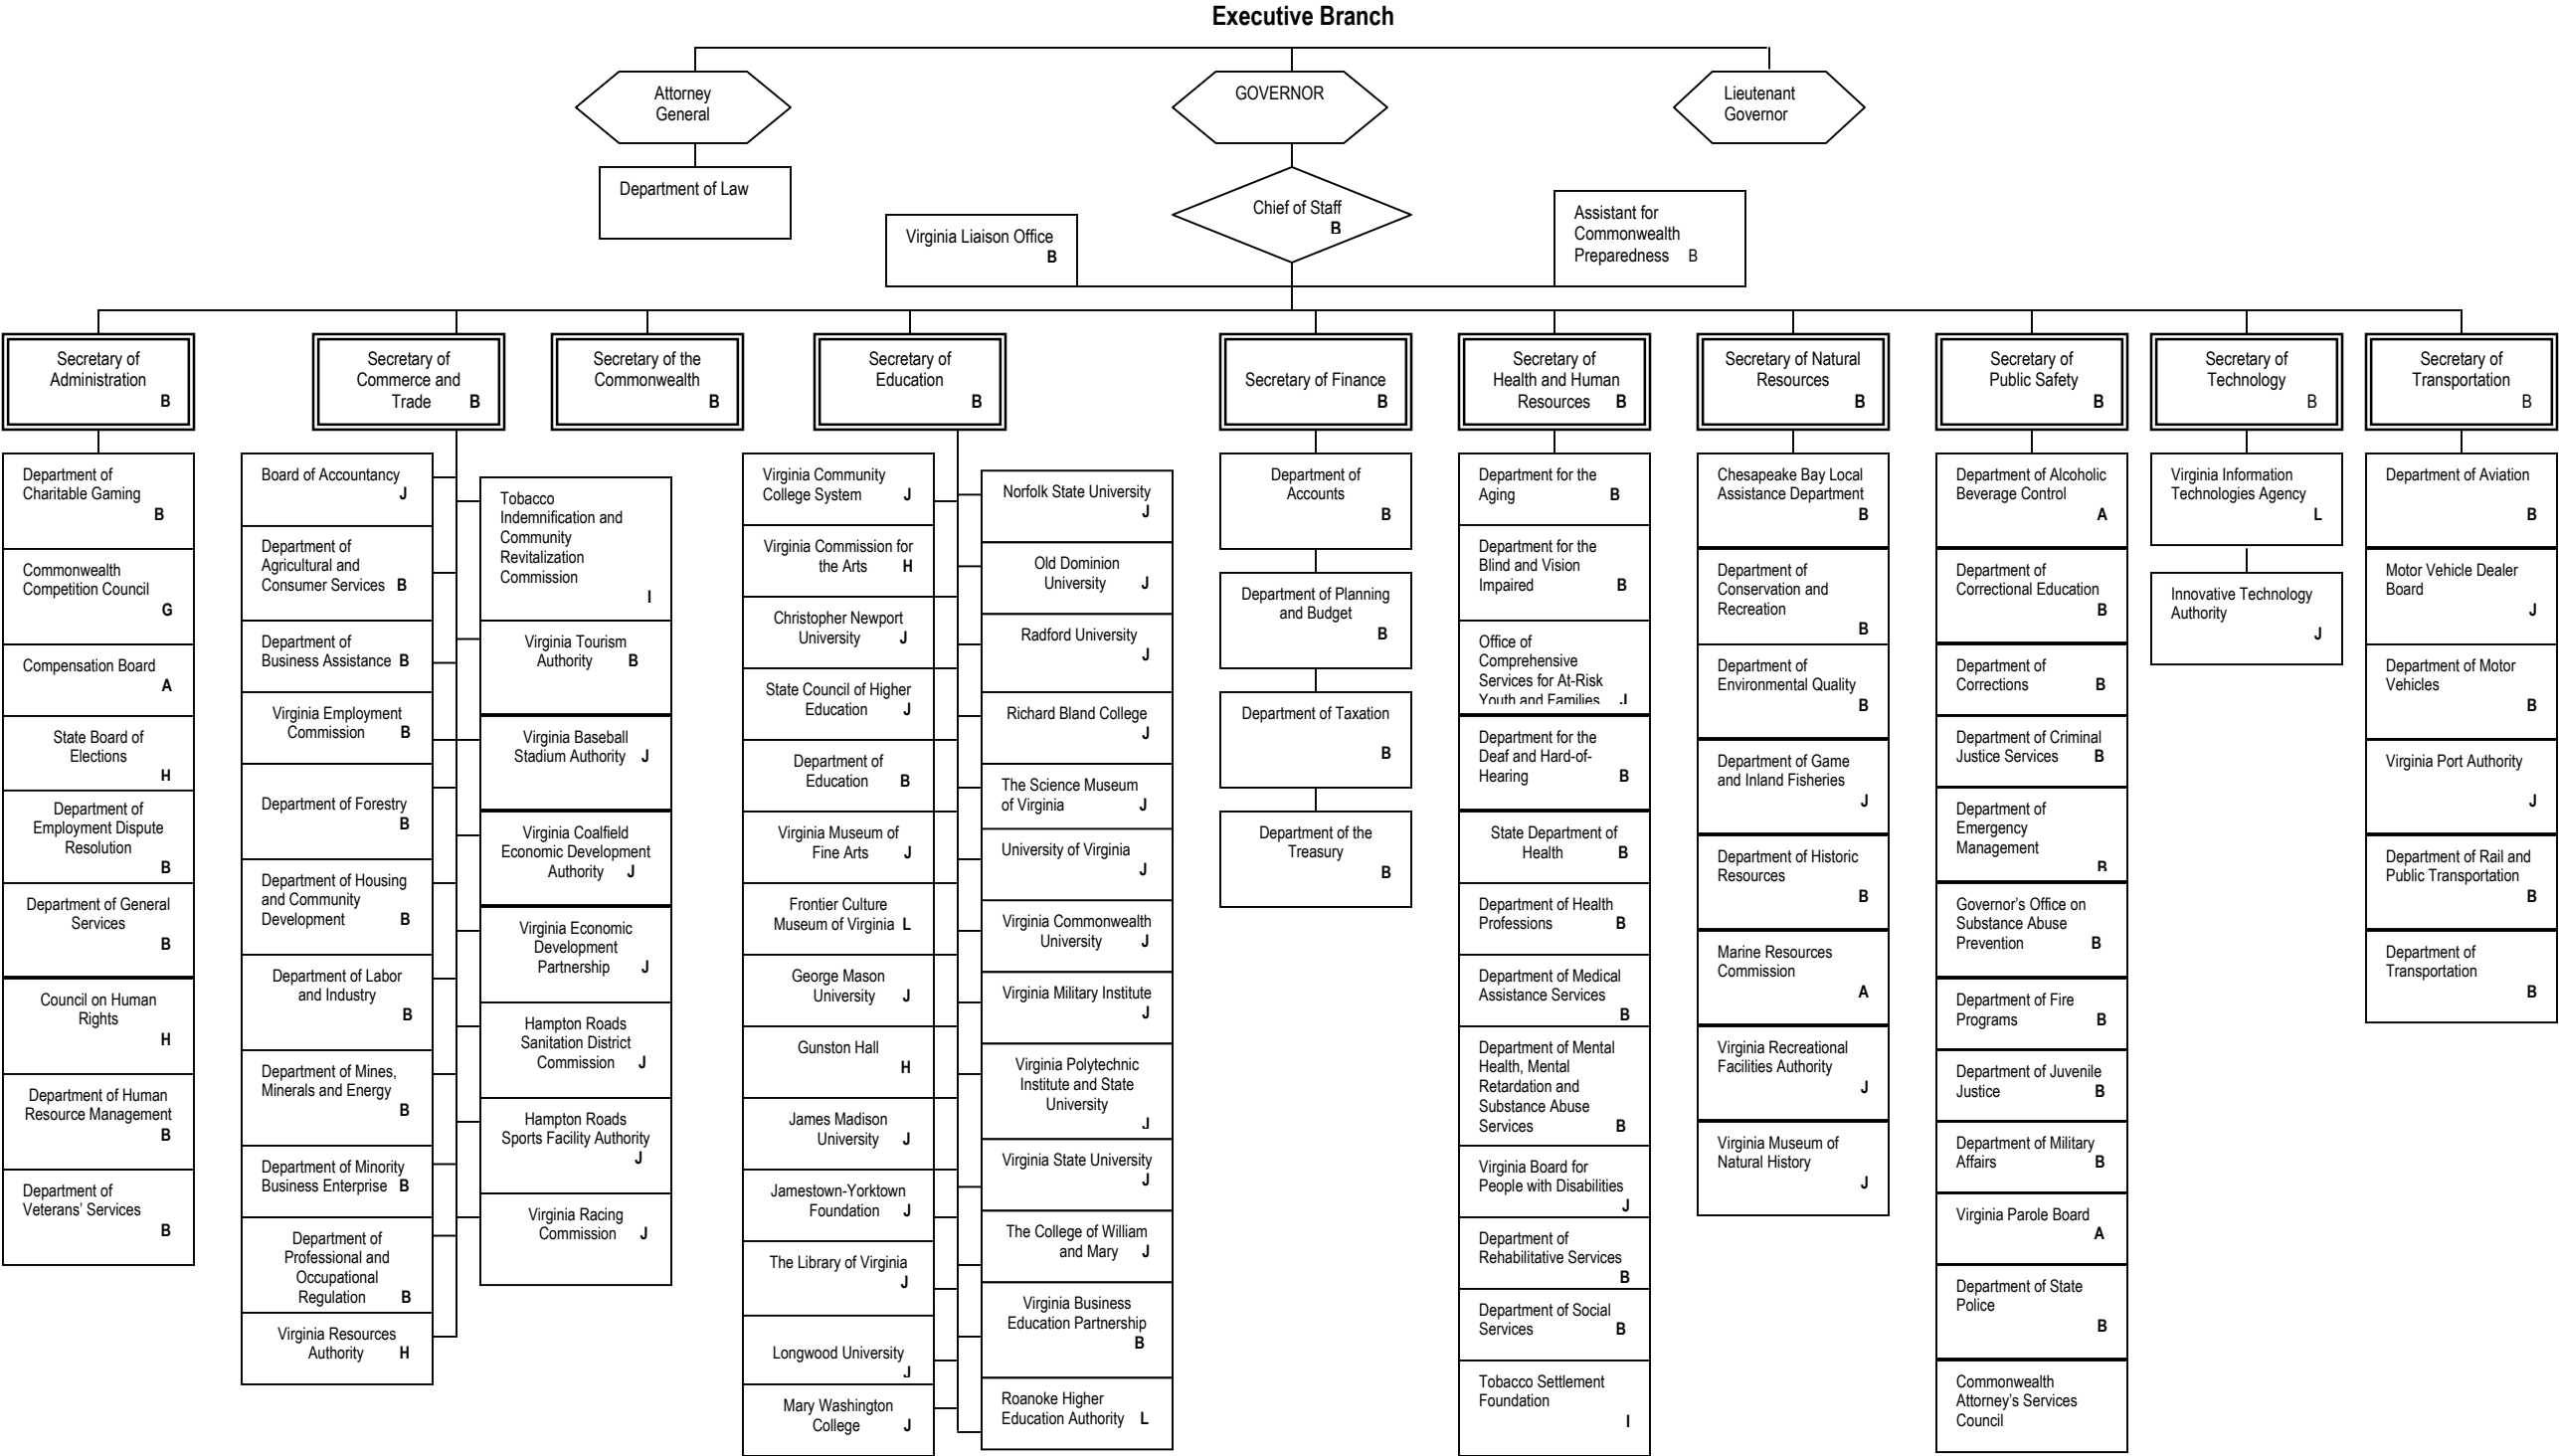 Executive Branch
Attorney
General
GOVERNOR
Lieutenant
Governor
Department of Law
Chief of Staff
B
Virginia Liaison Office
B
Assistant for
Commonwealth
Preparedness B
Secretary of
Administration
B
Secretary of
Commerce and
Trade B
Secretary of the
Commonwealth
B
Secretary of
Education
B
Secretary of Finance
B
Secretary of
Health and Human
Resources B
Secretary of Natural
Resources
B
Secretary of
Public Safety
B
Secretary of
Technology
B
Secretary of
Transportation
B
Department of
Charitable Gaming
B
Commonwealth
Competition Council
G
Compensation Board
A
State Board of
Elections
H
Department of
Employment Dispute
Resolution
B
Department of General
Services
B
Council on Human
Rights
H
Department of Human
Resource Management
B
Department of
Veterans' Services
B
Board of Accountancy
J
Department of
Agricultural and
Consumer Services B
Department of
Business Assistance B
Virginia Employment
Commission B
Department of Forestry
B
Department of Housing
and Community
Development B
Department of Labor
and Industry
B
Department of Mines,
Minerals and Energy
B
Department of Minority
Business Enterprise B
Department of
Professional and
Occupational
Regulation B
Virginia Resources
Authority H
Tobacco
Indemnification and
Community
Revitalization
Commission
I
Virginia Tourism
Authority B
Virginia Baseball
Stadium Authority J
Virginia Coalfield
Economic Development
Authority J
Virginia Economic
Development
Partnership J
Hampton Roads
Sanitation District
Commission J
Hampton Roads
Sports Facility Authority
J
Virginia Racing
Commission J
Virginia Community
College System J
Virginia Commission for
the Arts H
Christopher Newport
University J
State Council of Higher
Education J
Department of
Education B
Virginia Museum of
Fine Arts J
Frontier Culture
Museum of Virginia L
George Mason
University J
Gunston Hall
H
James Madison
University J
Jamestown-Yorktown
Foundation J
The Library of Virginia
J
Longwood University
J
Mary Washington
College J
Norfolk State University
J
Old Dominion
University J
Radford University
J
Richard Bland College
J
The Science Museum
of Virginia J
University of Virginia
J
Virginia Commonwealth
University J
Virginia Military Institute
J
Virginia Polytechnic
Institute and State
University
J
Virginia State University
J
The College of William
and Mary J
Virginia Business
Education Partnership
B
Roanoke Higher
Education Authority L
Department of
Accounts
B
Department of Planning
and Budget
B
Department of Taxation
B
Department of the
Treasury
B
Department for the
Aging B
Department for the
Blind and Vision
Impaired B
Office of
Comprehensive
Services for At-Risk
Youth and Families J
Department for the
Deaf and Hard-of-
Hearing B
State Department of
Health B
Department of Health
Professions B
Department of Medical
Assistance Services
B
Department of Mental
Health, Mental
Retardation and
Substance Abuse
Services B
Virginia Board for
People with Disabilities
J
Department of
Rehabilitative Services
B
Department of Social
Services B
Tobacco Settlement
Foundation
I
Chesapeake Bay Local
Assistance Department
B
Department of
Conservation and
Recreation
B
Department of
Environmental Quality
B
Department of Game
and Inland Fisheries
J
Department of Historic
Resources
B
Marine Resources
Commission
A
Virginia Recreational
Facilities Authority
J
Virginia Museum of
Natural History
J
Department of Alcoholic
Beverage Control
A
Department of
Correctional Education
B
Department of
Corrections B
Department of Criminal
Justice Services B
Department of
Emergency
Management
B
Governor's Office on
Substance Abuse
Prevention B
Department of Fire
Programs B
Department of Juvenile
Justice B
Department of Military
Affairs B
Virginia Parole Board
A
Department of State
Police
B
Commonwealth
Attorney's Services
Council
Virginia Information
Technologies Agency
L
Innovative Technology
Authority
J
Department of Aviation
B
Motor Vehicle Dealer
Board
J
Department of Motor
Vehicles
B
Virginia Port Authority
J
Department of Rail and
Public Transportation
B
Department of
Transportation
B